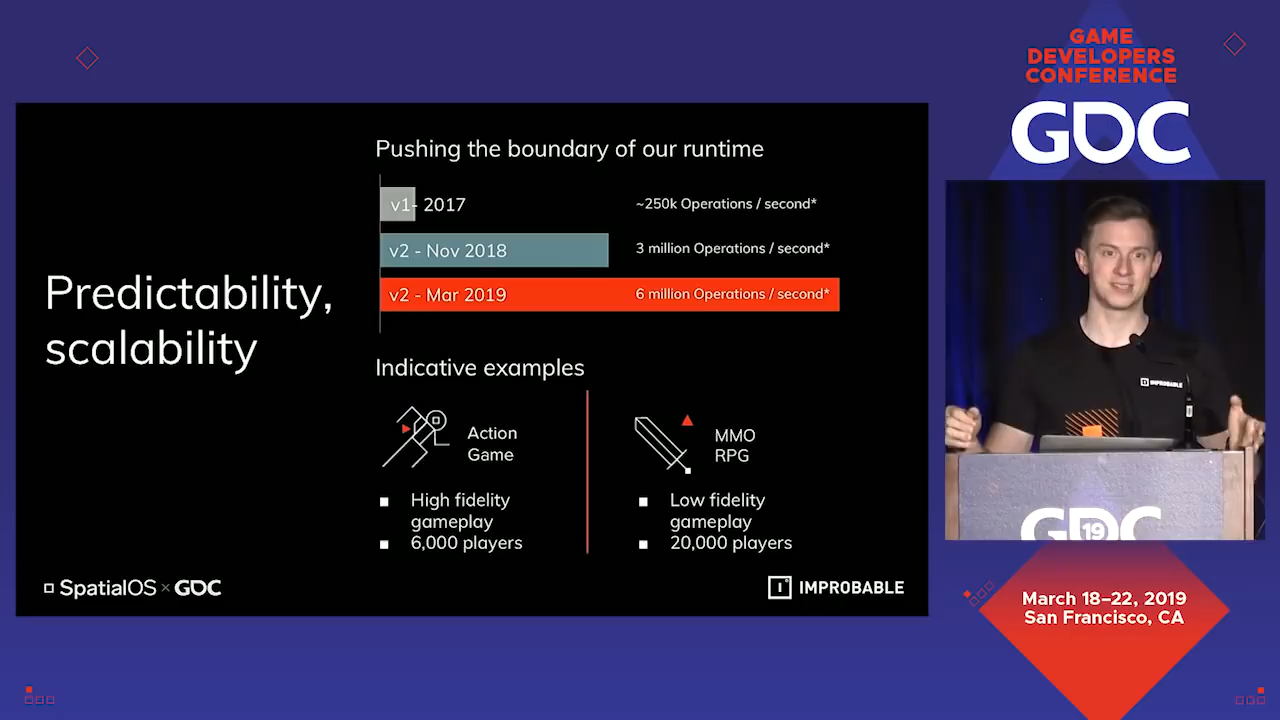 GAME
DEVELOPERS
CONFERENCE
GDC
Pushing the boundary of our runtime
v1- 2017
~250k Operations / second*
v2 - Nov 2018
3 million Operations / second*
v2 - Mar 2019
6 million Operations / second*
Predictability,
scalability
Indicative examples
Action
Game
MMO
RPG
■ High fidelity
gameplay
■ 6,000 players
■ Low fidelity
gameplay
■ 20,000 players
SpatialOS × GDC
IMPROBABLE
IMPROBABLE
GDC
19
March 18–22, 2019
San Francisco, CA